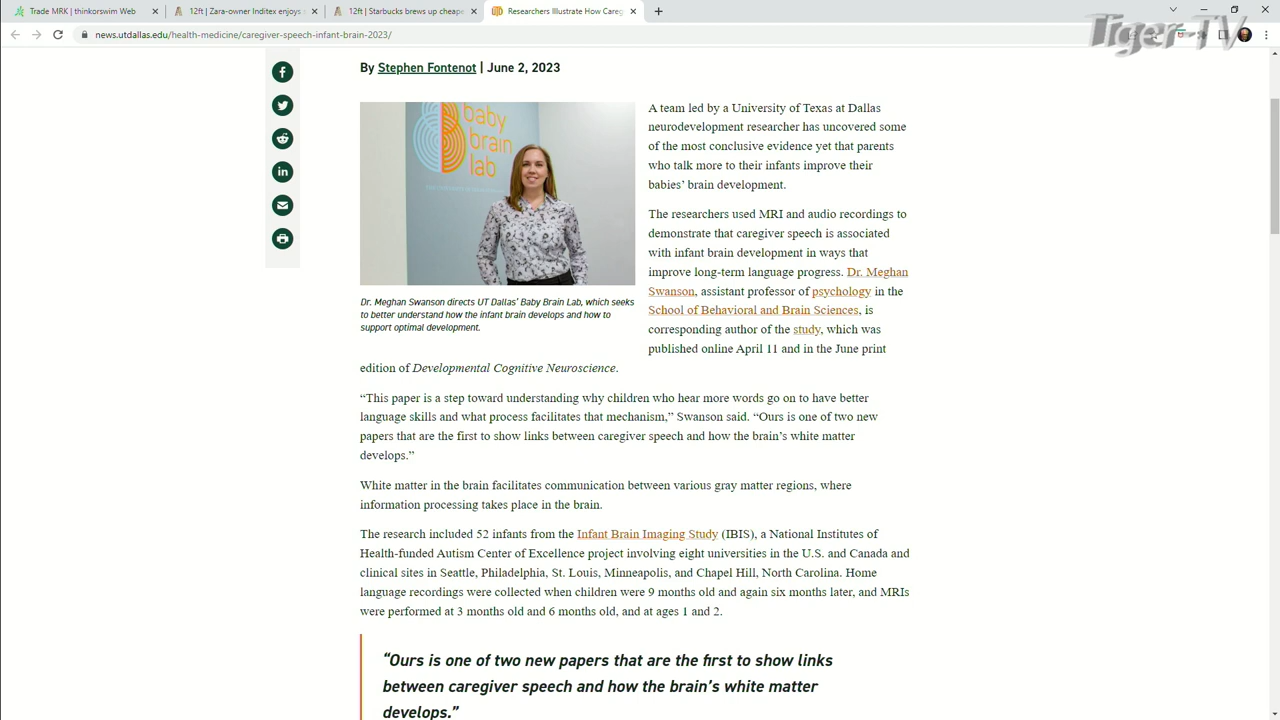 Trade MRK | thinkorswim Web
12ft | Zara-owner Inditex enjoys
12ft | Starbucks brews up cheape
Researchers Illustrate How Careg
news.utdallas.edu/health-medicine/caregiver-speech-infant-brain-2023/
Tiger-TV
By Stephen Fontenot | June 2, 2023
baby
brain
lab
Dr. Meghan Swanson directs UT Dallas' Baby Brain Lab, which seeks
to better understand how the infant brain develops and how to
support optimal development.
A team led by a University of Texas at Dallas
neurodevelopment researcher has uncovered some
of the most conclusive evidence yet that parents
who talk more to their infants improve their
babies' brain development.
The researchers used MRI and audio recordings to
demonstrate that caregiver speech is associated
with infant brain development in ways that
improve long-term language progress. Dr. Meghan
Swanson, assistant professor of psychology in the
School of Behavioral and Brain Sciences, is
corresponding author of the study, which was
published online April 11 and in the June print
edition of Developmental Cognitive Neuroscience.
“This paper is a step toward understanding why children who hear more words go on to have better
language skills and what process facilitates that mechanism,” Swanson said. “Ours is one of two new
papers that are the first to show links between caregiver speech and how the brain’s white matter
develops.”
White matter in the brain facilitates communication between various gray matter regions, where
information processing takes place in the brain.
The research included 52 infants from the Infant Brain Imaging Study (IBIS), a National Institutes of
Health-funded Autism Center of Excellence project involving eight universities in the U.S. and Canada and
clinical sites in Seattle, Philadelphia, St. Louis, Minneapolis, and Chapel Hill, North Carolina. Home
language recordings were collected when children were 9 months old and again six months later, and MRIs
were performed at 3 months old and 6 months old, and at ages 1 and 2.
“Ours is one of two new papers that are the first to show links
between caregiver speech and how the brain’s white matter
develops.”